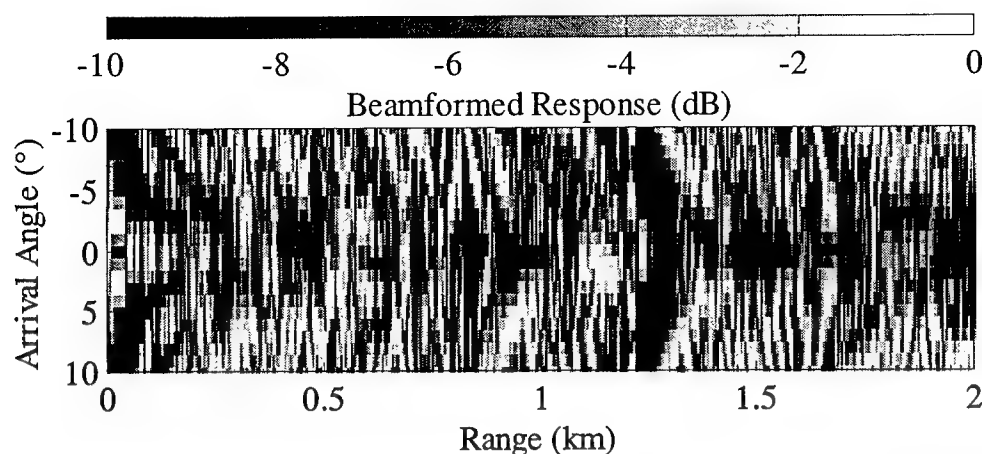 -10 -8 -6 -4 -2 0
Beamformed Response (dB)
-10
-5
0
5
10
Arrival Angle (°)
0 0.5 1 1.5 2
Range (km)